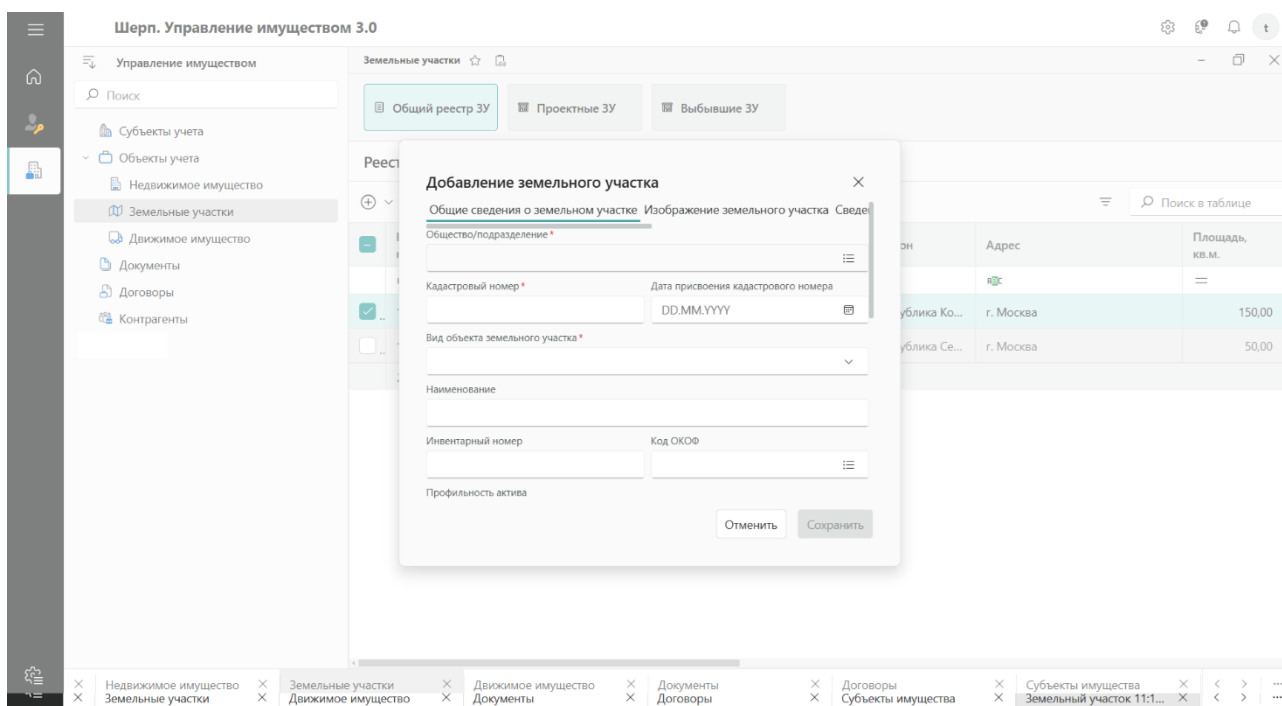 Шерп. Управление имуществом 3.0
t
Управление имуществом
Поиск
Субъекты учета
Объекты учета
Недвижимое имущество
Земельные участки
Движимое имущество
Документы
Договоры
Контрагенты
Земельные участки
Общий реестр ЗУ
Проектные ЗУ
Выбывшие ЗУ
Поиск в таблице
Адрес
Площадь,
кв.м.
г. Москва
150,00
г. Москва
50,00
Добавление земельного участка
Общие сведения о земельном участке Изображение земельного участка
Общество/подразделение*
Кадастровый номер* Дата присвоения кадастрового номера
DD.MM.YYYY
Вид объекта земельного участка*
Наименование
Инвентарный номер Код ОКОФ
Профильность актива
Отменить Сохранить
Недвижимое имущество Земельные участки Движимое имущество Документы Договоры Субъекты имущества
Земельные участки Движимое имущество Документы Договоры Субъекты имущества Земельный участок 11:1...